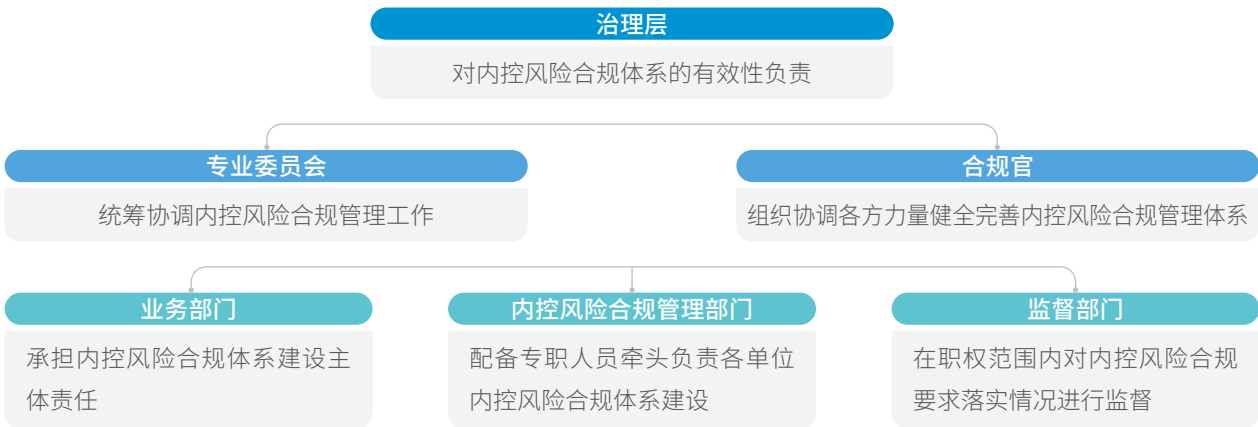 治理层
对内控风险合规体系的有效性负责
专业委员会
统筹协调内控风险合规管理工作
合规官
组织协调各方力量健全完善内控风险合规管理体系
业务部门
承担内控风险合规体系建设主
体责任
内控风险合规管理部门
配备专职人员牵头负责各单位
内控风险合规体系建设
监督部门
在职权范围内对内控风险合规
要求落实情况进行监督